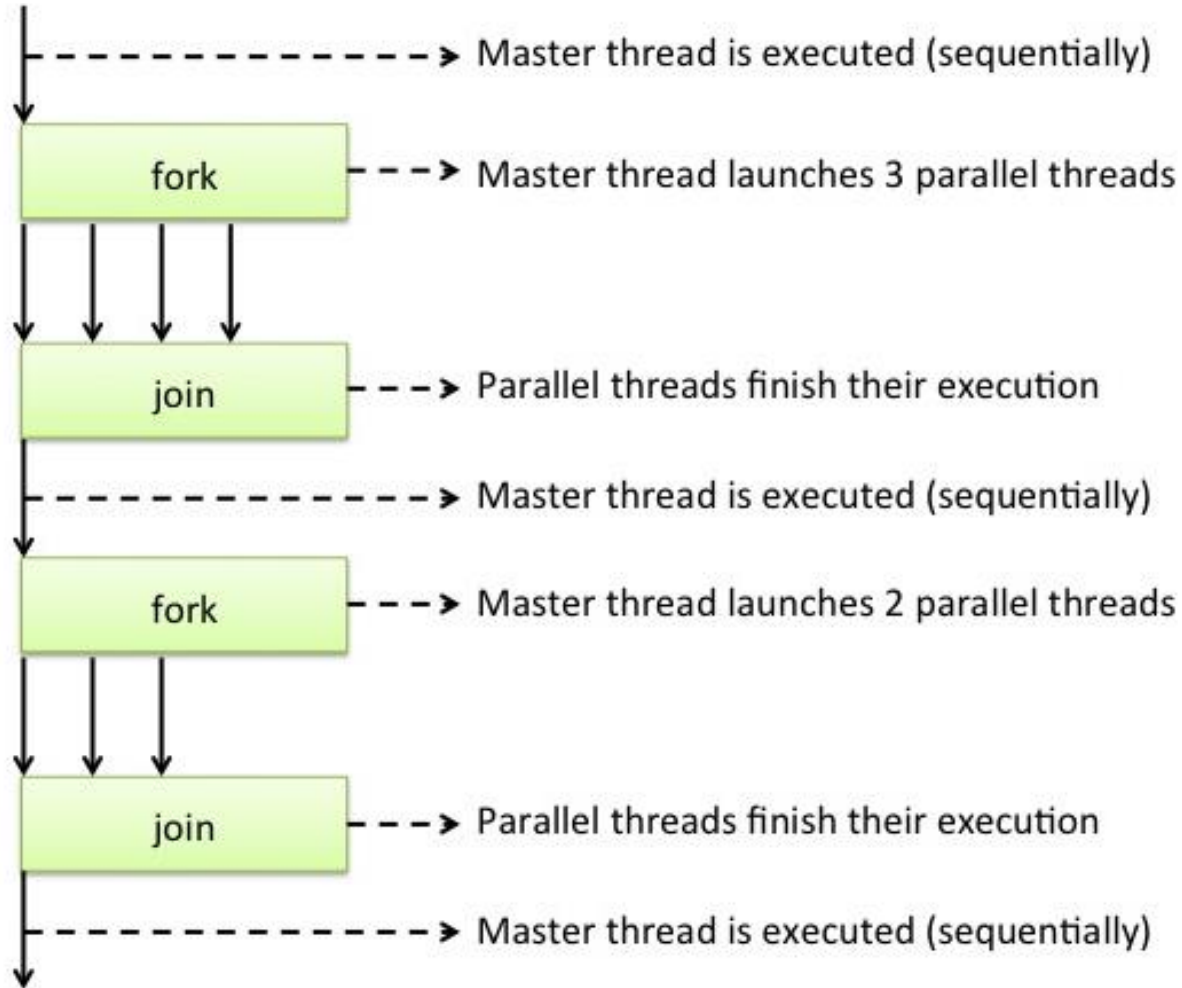 Master thread is executed (sequentially)
fork
Master thread launches 3 parallel threads
join
Parallel threads finish their execution
Master thread is executed (sequentially)
fork
Master thread launches 2 parallel threads
join
Parallel threads finish their execution
Master thread is executed (sequentially)